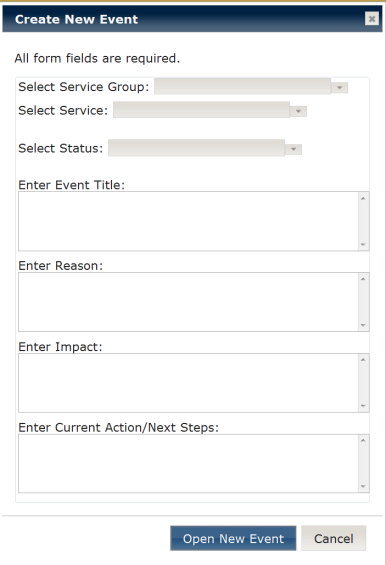 Create New Event
All form fields are required.
Select Service Group:
Select Service:
Select Status:
Enter Event Title:
Enter Reason:
Enter Impact:
Enter Current Action/Next Steps:
Open New Event
Cancel